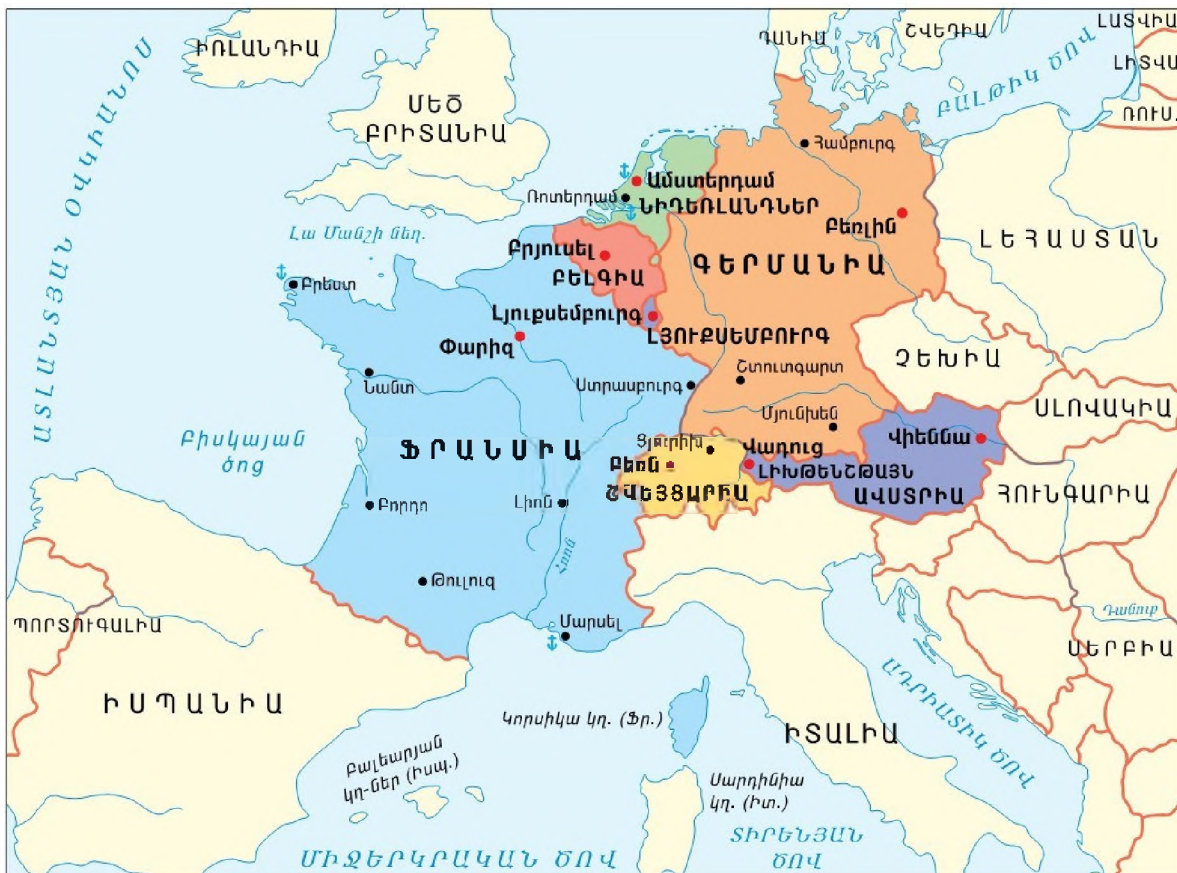 ԻՌԼԱՆԴԻԱ
ՄԵԾ
ԲՐԻՏԱՆԻԱ
ԴԱՆԻԱ
ՇՎԵԴԻԱ
ԼԱՏՎԻԱ
ԼԻՏՎԱ
ՌՈՒՍ.
ԲԱԼԹԻԿ ԾՈՎ
ԱՏԼԱՆՏՅԱՆ ՕՎԿԻԱՆՈՍ
Համբուրգ
Ամստերդամ
Ռոտերդամ
ՆԻԴԵՌԼԱՆԴՆԵՐ
Բեռլին
ԼԵՀԱՍՏԱՆ
Լա Մանշի նեղ.
Բրյուսել
ԲԵԼԳԻԱ
ԳԵՐՄԱՆԻԱ
Բրեստ
Լյուքսեմբուրգ
ԼՅՈՒՔՍԵՄԲՈՒՐԳ
Փարիզ
ՉԵԽԻԱ
Նանտ
Ստրասբուրգ
Շտուտգարտ
ՍԼՈՎԱԿԻԱ
Մյունխեն
Բիսկայան
ծոց
ՖՐԱՆՍԻԱ
Ցյուրիխ
Վադուց
Վիեննա
Բեռն
ԼԻԽԹԵՆՇՏԱՅՆ
ՇՎԵՅՑԱՐԻԱ
ԱՎՍՏՐԻԱ
ՀՈՒՆԳԱՐԻԱ
Բորդո
Լիոն
Հռոն
Թուլուզ
Մարսել
Դանուբ
ՊՈՐՏՈՒԳԱԼԻԱ
ՍԵՐԲԻԱ
ԻՍՊԱՆԻԱ
Կորսիկա կղ. (Ֆր.)
ԻՏԱԼԻԱ
ԱԴՐԻԱՏԻԿ ԾՈՎ
Բալեարյան
կղ-ներ (Իսպ.)
Սարդինիա
կղ. (Իտ.)
ՏԻՐԵՆՅԱՆ
ԾՈՎ
ՄԻՋԵՐԿՐԱԿԱՆ ԾՈՎ